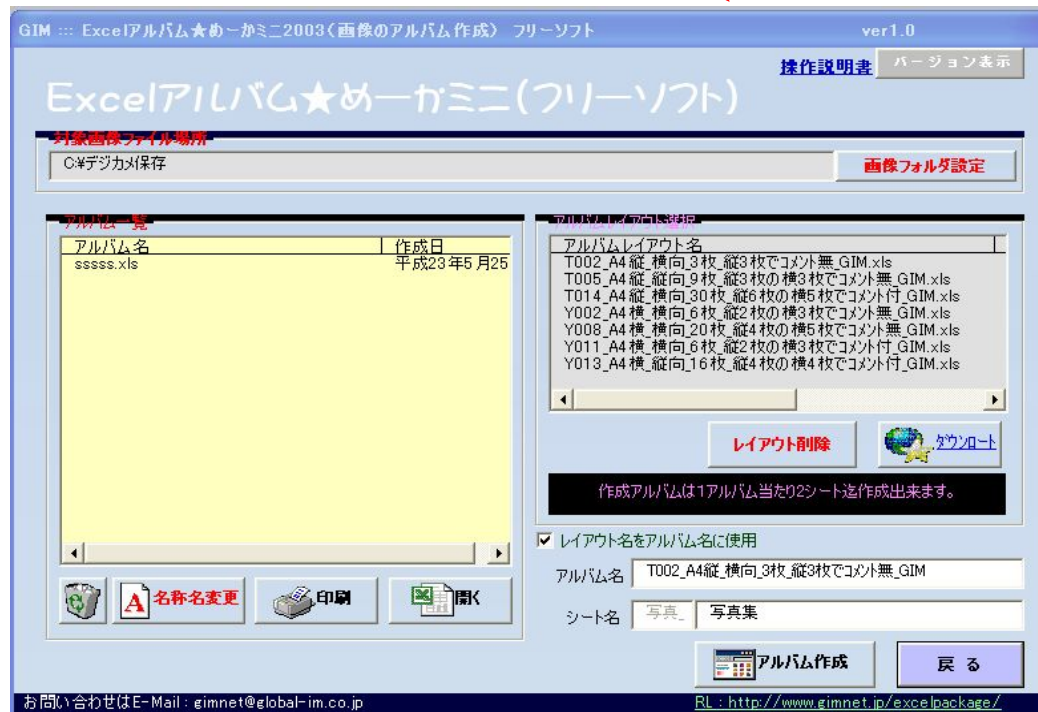 GIM ::: Excelアルバム★めーかミニ2003(画像のアルバム作成) フリーソフト ver1.0
操作説明書 バージョン表示
Excelアルバム★めーかミニ(フリーソフト)
対象画像ファイル場所
C:¥デジカメ保存 画像フォルダ設定
アルバム一覧
アルバム名 作成日
sssss.xls 平成23年5月25
アルバムレイアウト選択
アルバムレイアウト名
T002_A4縦_横向_3枚_縦3枚でコメント無_GIM.xls
T005_A4縦_縦向_9枚_縦3枚の横3枚でコメント無_GIM.xls
T014_A4縦_横向_30枚_縦6枚の横5枚でコメント付_GIM.xls
Y002_A4横_横向_6枚_縦2枚の横3枚でコメント無_GIM.xls
Y008_A4横_横向_20枚_縦4枚の横5枚でコメント無_GIM.xls
Y011_A4横_横向_6枚_縦2枚の横3枚でコメント付_GIM.xls
Y013_A4横_縦向_16枚_縦4枚の横4枚でコメント付_GIM.xls
レイアウト削除 ダウンロード
作成アルバムは1アルバム当たり2シート迄作成出来ます。
レイアウト名をアルバム名に使用
アルバム名 T002_A4縦_横向_3枚_縦3枚でコメント無_GIM
シート名 写真_ 写真集
名称名変更 印刷 開く
アルバム作成 戻る
お問い合わせはE-Mail : gimnet@global-im.co.jp RL : http://www.gimnet.jp/excelpackage/